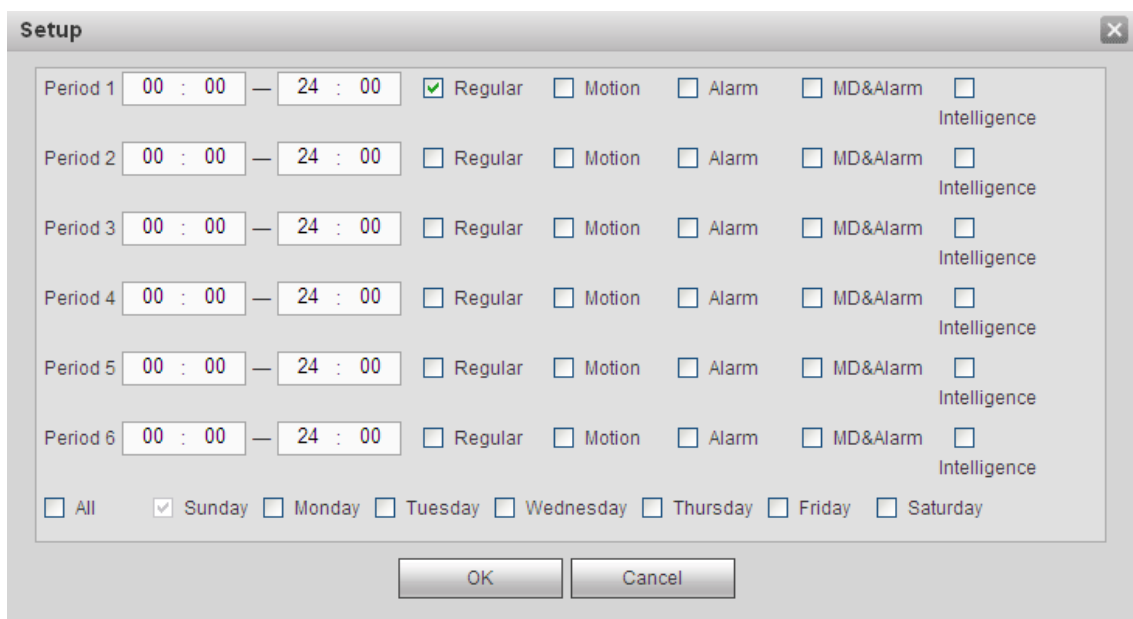 Setup
Period 1 00 : 00 — 24 : 00 Regular Motion Alarm MD&Alarm
Intelligence
Period 2 00 : 00 — 24 : 00 Regular Motion Alarm MD&Alarm
Intelligence
Period 3 00 : 00 — 24 : 00 Regular Motion Alarm MD&Alarm
Intelligence
Period 4 00 : 00 — 24 : 00 Regular Motion Alarm MD&Alarm
Intelligence
Period 5 00 : 00 — 24 : 00 Regular Motion Alarm MD&Alarm
Intelligence
Period 6 00 : 00 — 24 : 00 Regular Motion Alarm MD&Alarm
Intelligence
All Sunday Monday Tuesday Wednesday Thursday Friday Saturday
OK Cancel